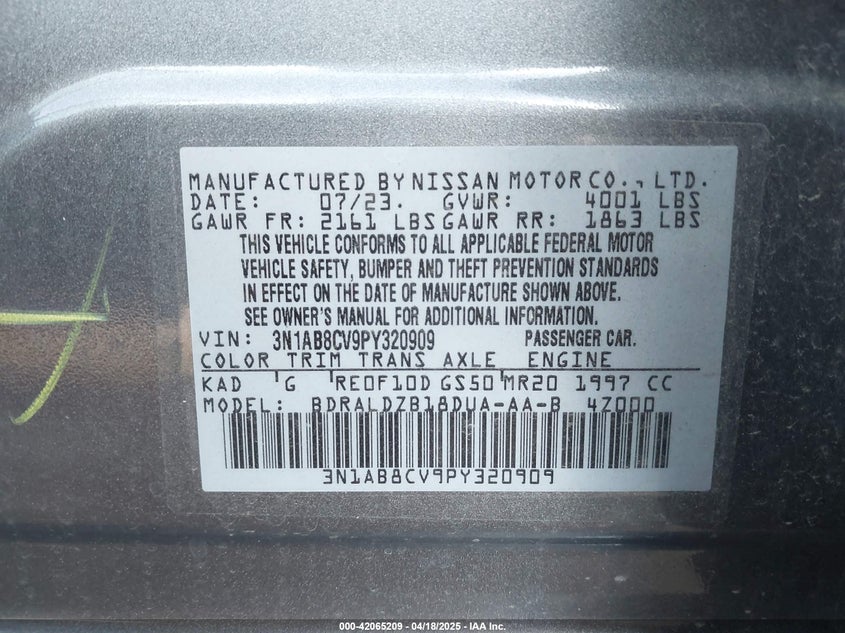 MANUFACTURED BY NISSAN MOTOR CO., LTD.
DATE: 07/23. GVWR: 4001 LBS
GAWR FR: 2161 LBS GAWR RR: 1863 LBS
THIS VEHICLE CONFORMS TO ALL APPLICABLE FEDERAL MOTOR
VEHICLE SAFETY, BUMPER AND THEFT PREVENTION STANDARDS
IN EFFECT ON THE DATE OF MANUFACTURE SHOWN ABOVE.
SEE OWNER'S MANUAL FOR ADDITIONAL INFORMATION.
VIN: 3N1AB8CV9PY320909 PASSENGER CAR.
COLOR TRIM TRANS AXLE ENGINE
KAD G RE0F10D GS50 MR20 1997 CC
MODEL: BDRALDZB18DUA-AA-B 4Z000
3N1AB8CV9PY320909
000-42065209 - 04/18/2025 - IAA Inc.